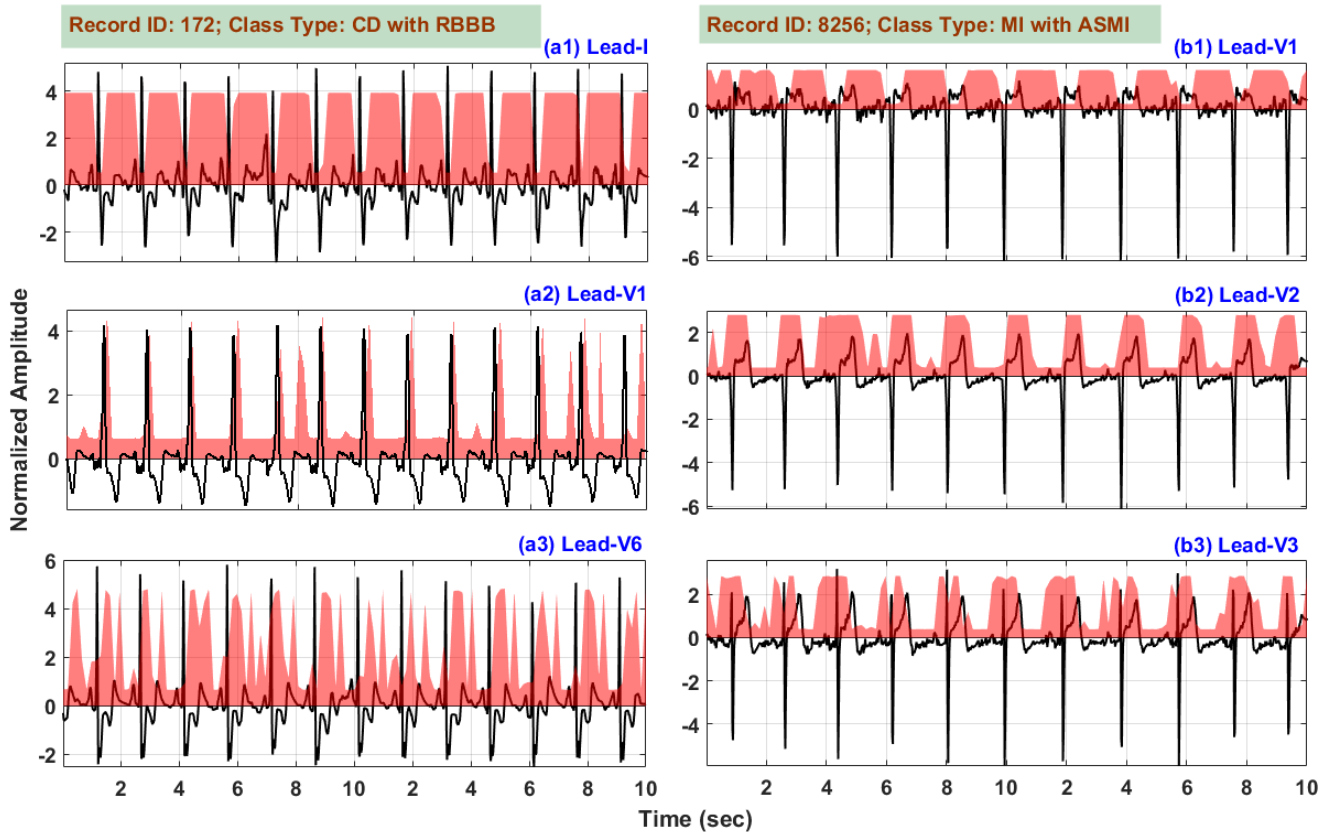 Record ID: 172; Class Type: CD with RBBB
Record ID: 8256; Class Type: MI with ASMI
(a1) Lead-I
(b1) Lead-V1
4
2
0
-2
0
-2
-4
-6
(a2) Lead-V1
(b2) Lead-V2
4
2
0
2
0
-2
-4
-6
Normalized Amplitude
(a3) Lead-V6
(b3) Lead-V3
6
4
2
0
-2
2
0
-2
-4
2 4 6 8 10 2 4 6 8 10
2 4 6 8 10 2 4 6 8 10
Time (sec)